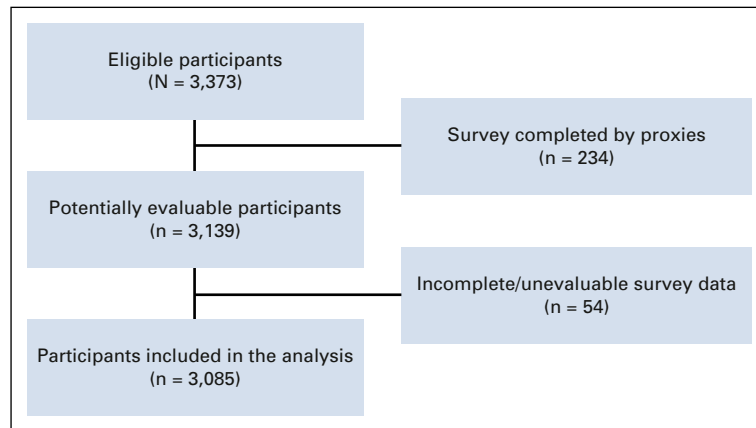 Eligible participants
(N = 3,373)
Survey completed by proxies
(n = 234)
Potentially evaluable participants
(n = 3,139)
Incomplete/unevaluable survey data
(n = 54)
Participants included in the analysis
(n = 3,085)